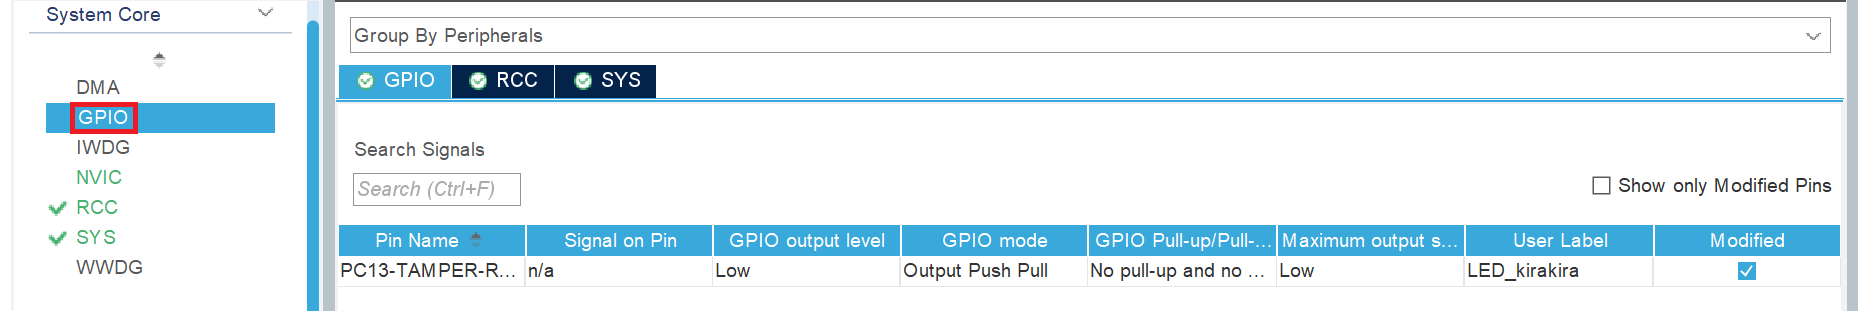 System Core
DMA
GPIO
IWDG
NVIC
RCC
SYS
WWDG
Group By Peripherals
GPIO RCC SYS
Search Signals
Search (Ctrl+F)
Show only Modified Pins
Pin Name Signal on Pin GPIO output level GPIO mode GPIO Pull-up/Pull-... Maximum output s... User Label Modified
PC13-TAMPER-R... n/a Low Output Push Pull No pull-up and no ... Low LED_kirakira